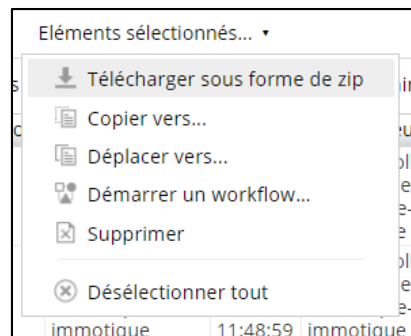 Eléments sélectionnés...
Télécharger sous forme de zip
Copier vers...
Déplacer vers...
Démarrer un workflow...
Supprimer
Désélectionner tout
immotique 11:48:59 immotique